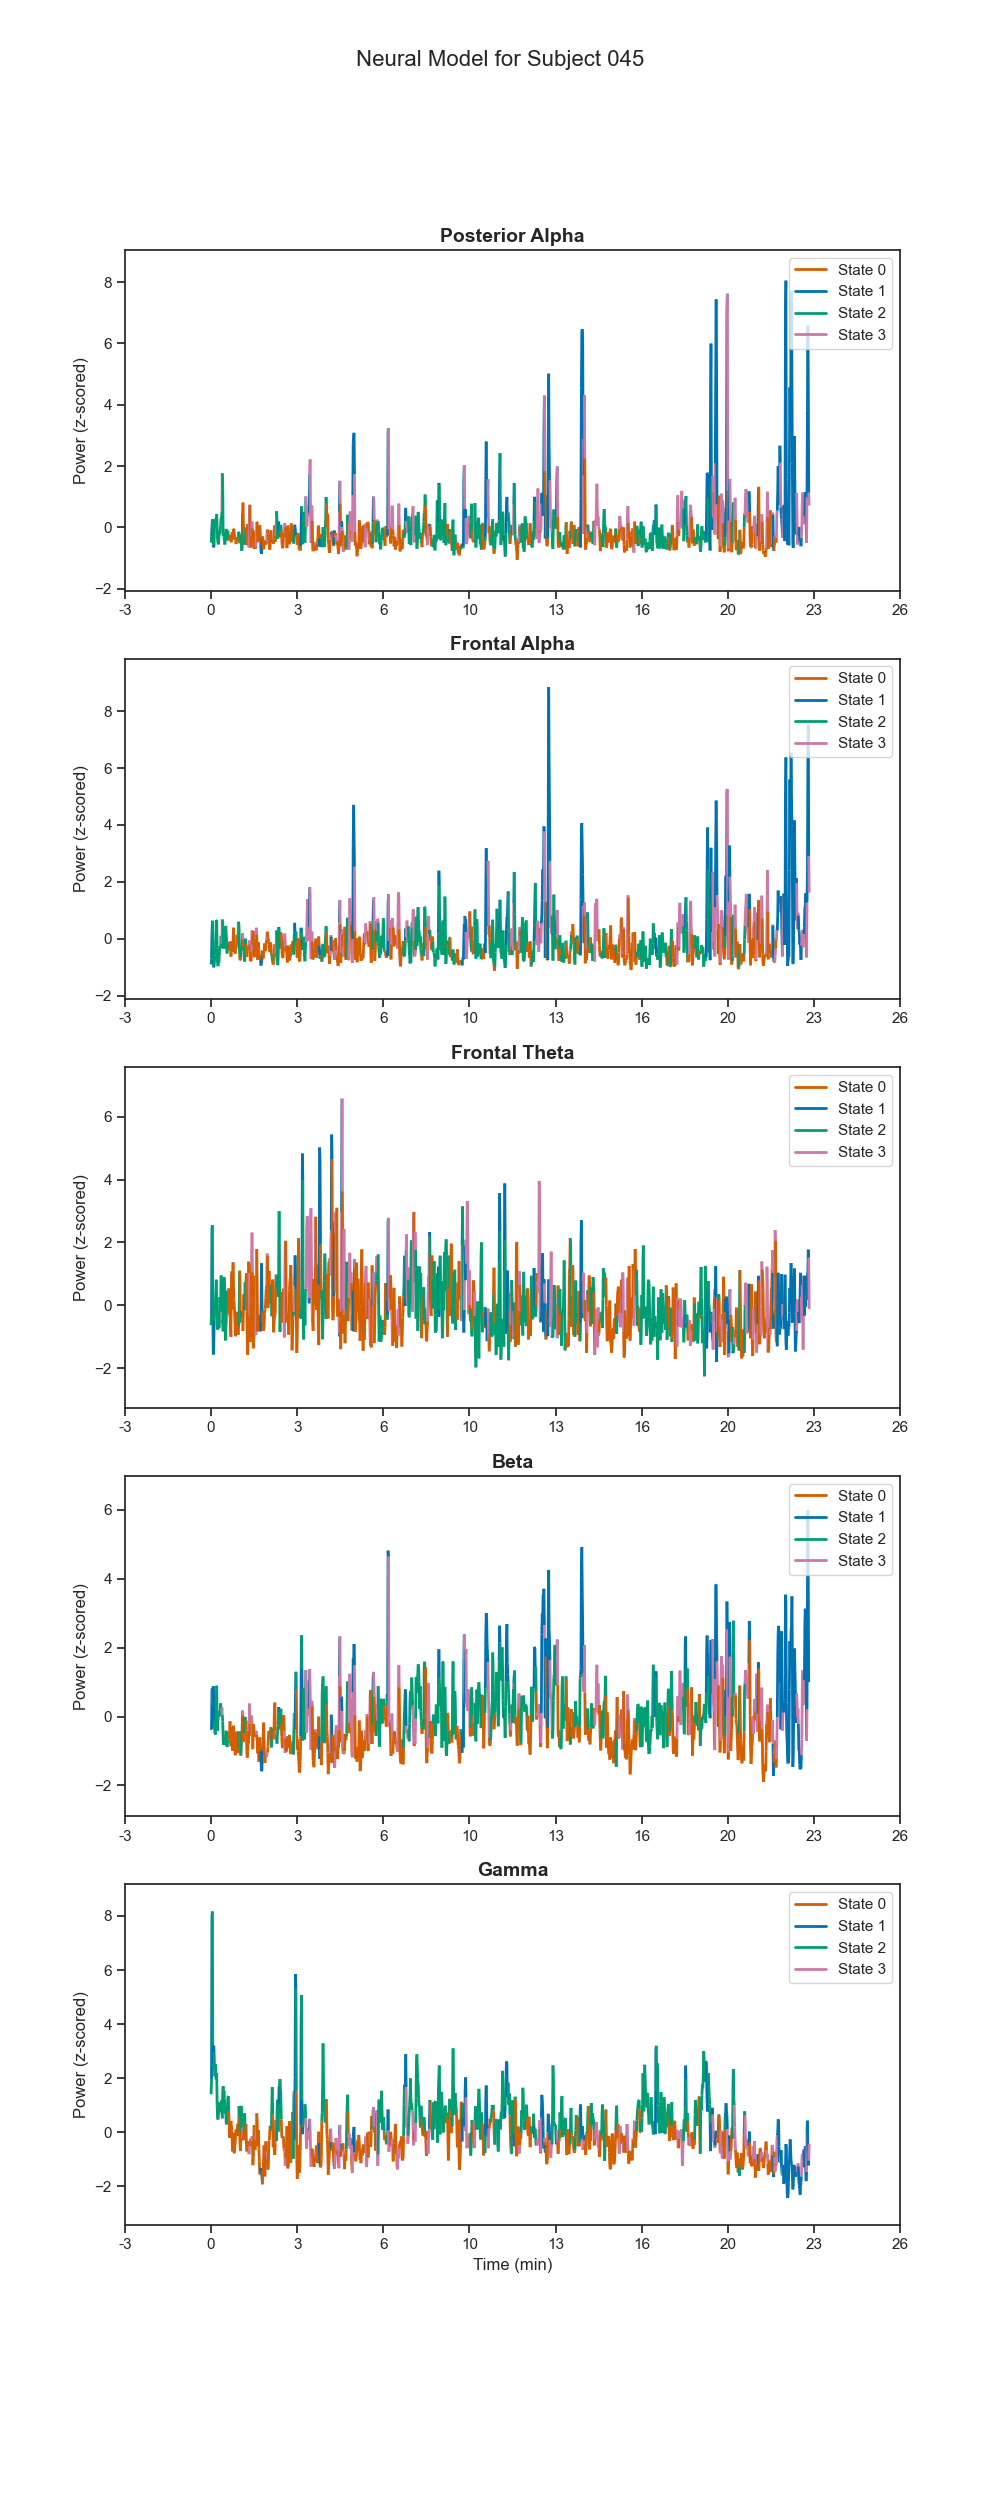 Neural Model for Subject 045
Posterior Alpha
Power (z-scored)
8
6
4
2
0
−2
-3 0 3 6 10 13 16 20 23 26
State 0
State 1
State 2
State 3
Frontal Alpha
Power (z-scored)
8
6
4
2
0
−2
-3 0 3 6 10 13 16 20 23 26
State 0
State 1
State 2
State 3
Frontal Theta
Power (z-scored)
6
4
2
0
−2
-3 0 3 6 10 13 16 20 23 26
State 0
State 1
State 2
State 3
Beta
Power (z-scored)
6
4
2
0
−2
-3 0 3 6 10 13 16 20 23 26
State 0
State 1
State 2
State 3
Gamma
Power (z-scored)
8
6
4
2
0
−2
-3 0 3 6 10 13 16 20 23 26
State 0
State 1
State 2
State 3
Time (min)